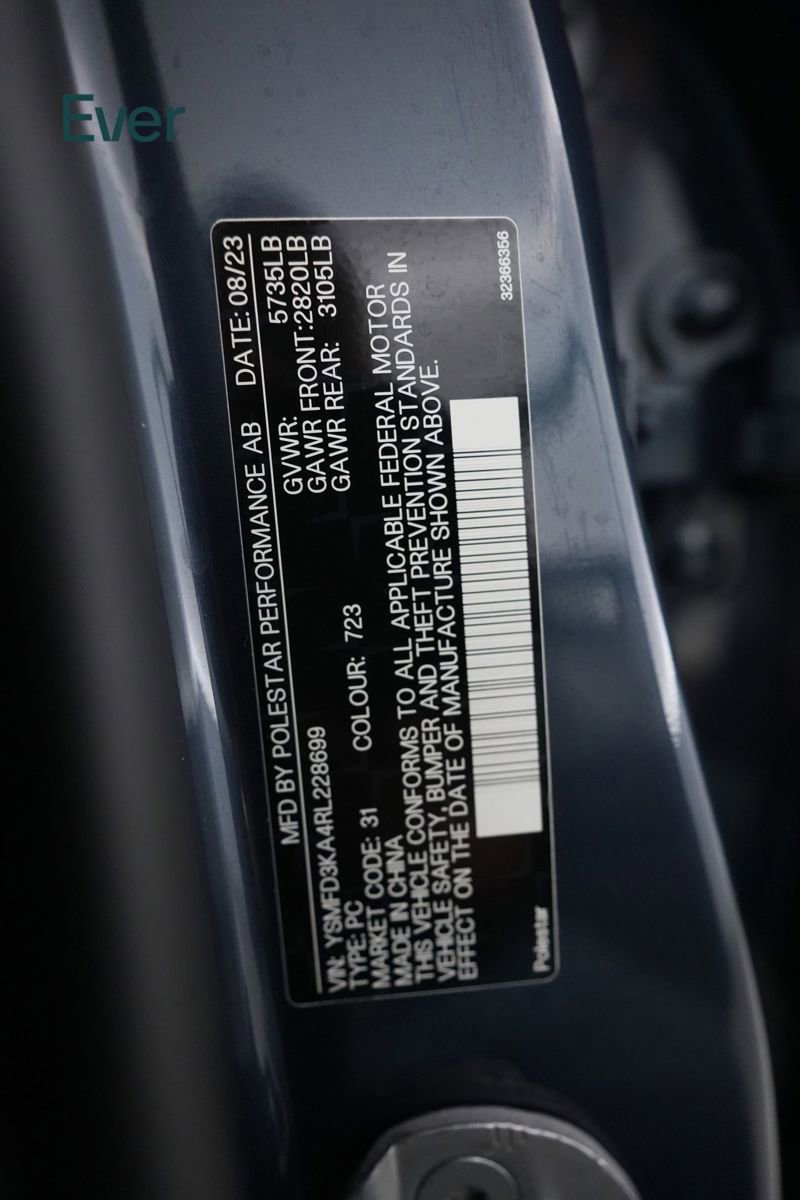 Ever
MFD BY POLESTAR PERFORMANCE AB DATE: 08/23
VIN: YSMFD3KA4RL228699 GVWR: 5735LB
TYPE: PC GAWR FRONT:2820LB
MARKET CODE: 31 COLOUR: 723 GAWR REAR: 3105LB
MADE IN CHINA
THIS VEHICLE CONFORMS TO ALL APPLICABLE FEDERAL MOTOR
VEHICLE SAFETY, BUMPER AND THEFT PREVENTION STANDARDS IN
EFFECT ON THE DATE OF MANUFACTURE SHOWN ABOVE.
Polestar 32366356